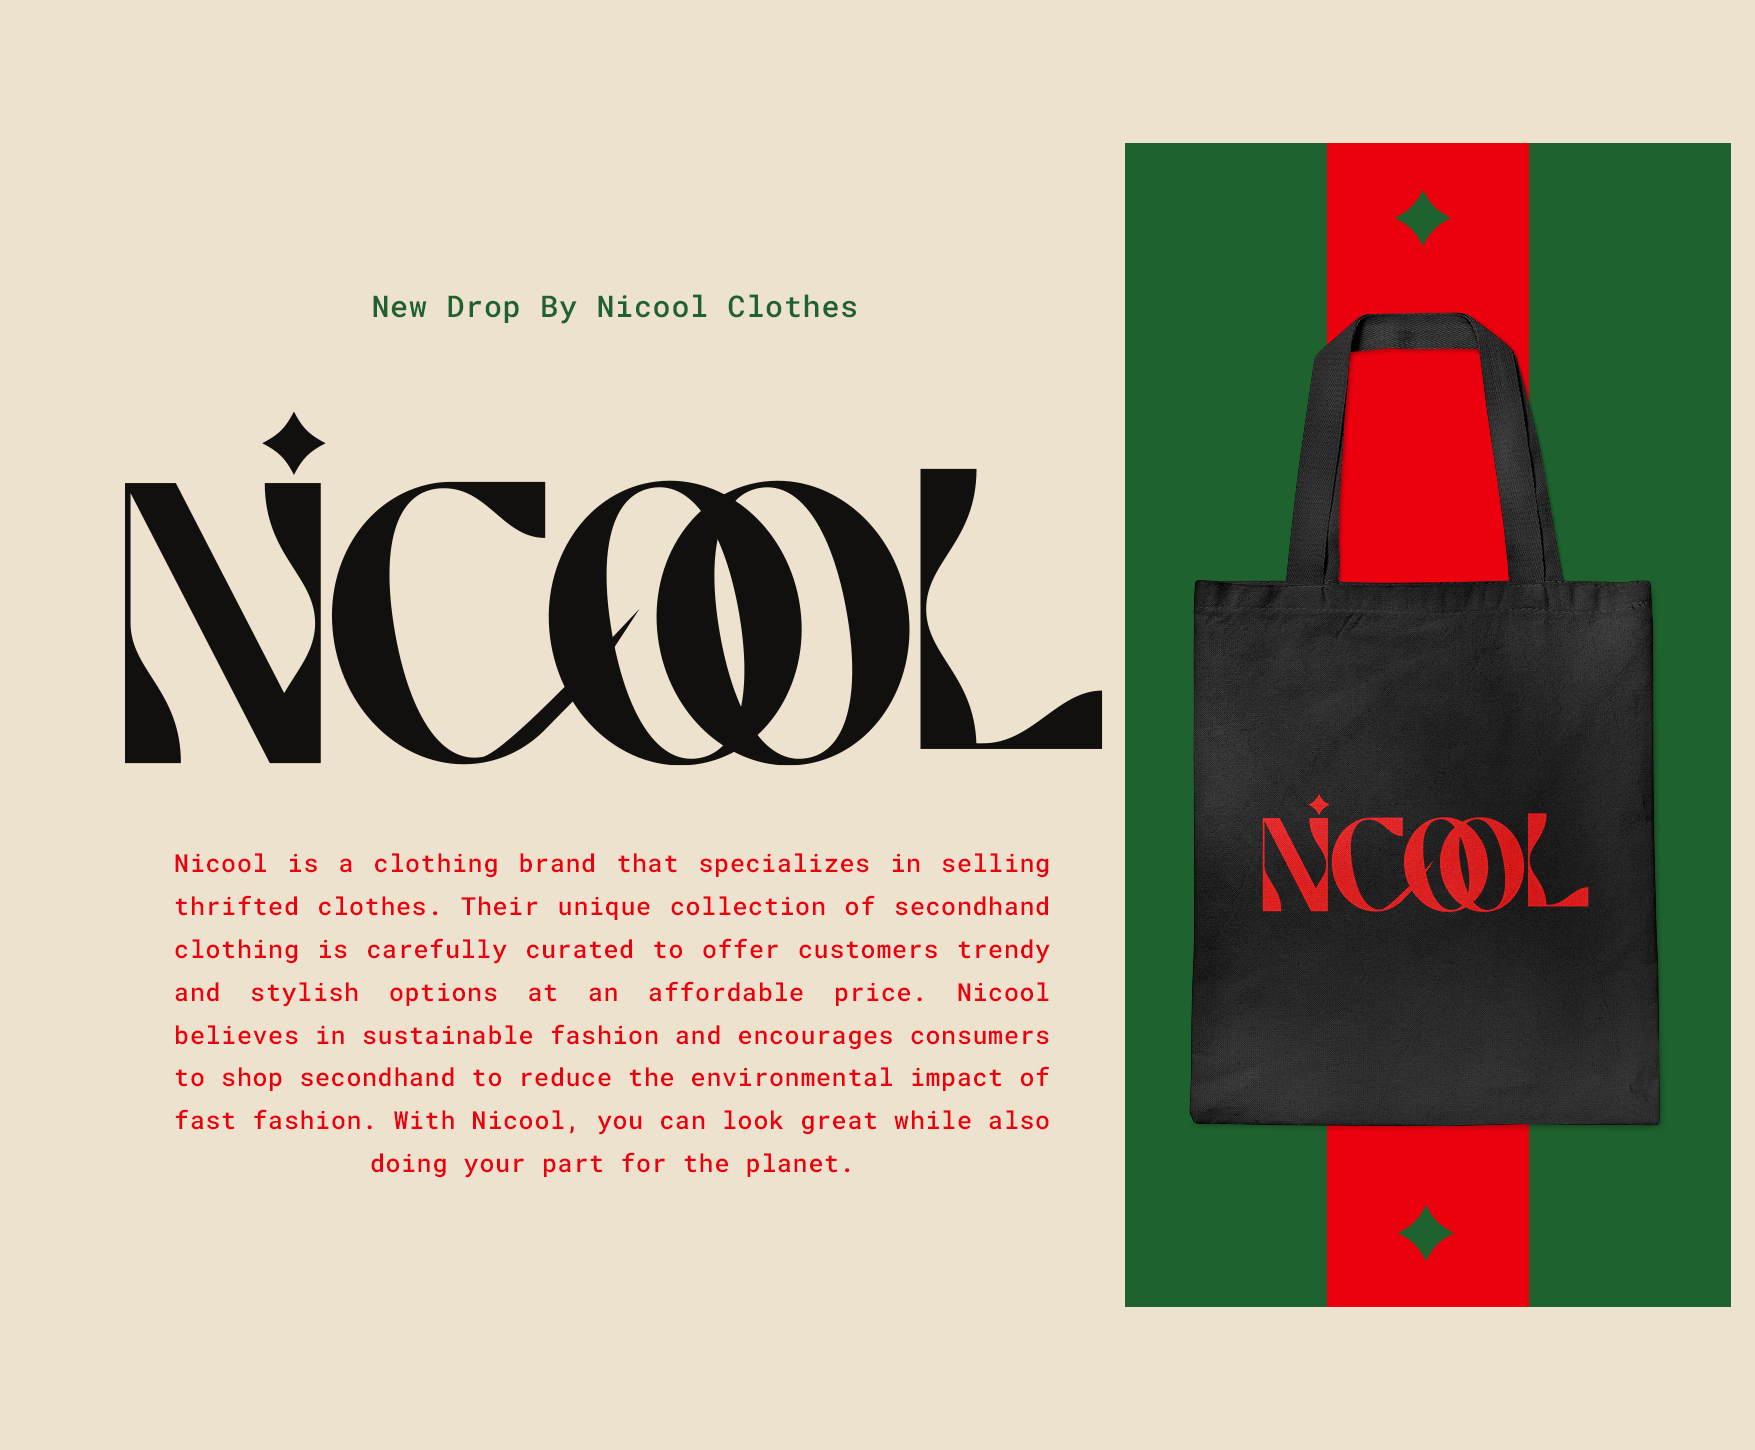 New Drop By Nicool Clothes
NiCOOL
Nicool is a clothing brand that specializes in selling
thrifted clothes. Their unique collection of secondhand
clothing is carefully curated to offer customers trendy
and stylish options at an affordable price. Nicool
believes in sustainable fashion and encourages consumers
to shop secondhand to reduce the environmental impact of
fast fashion. With Nicool, you can look great while also
doing your part for the planet.
NiCOOL